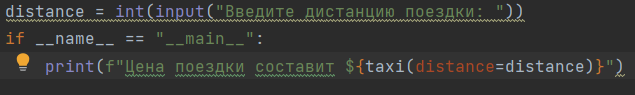 distance = int(input("Введите дистанцию поездки: "))
if __name__ == "__main__":
    print(f"Цена поездки составит ${taxi(distance=distance)}")